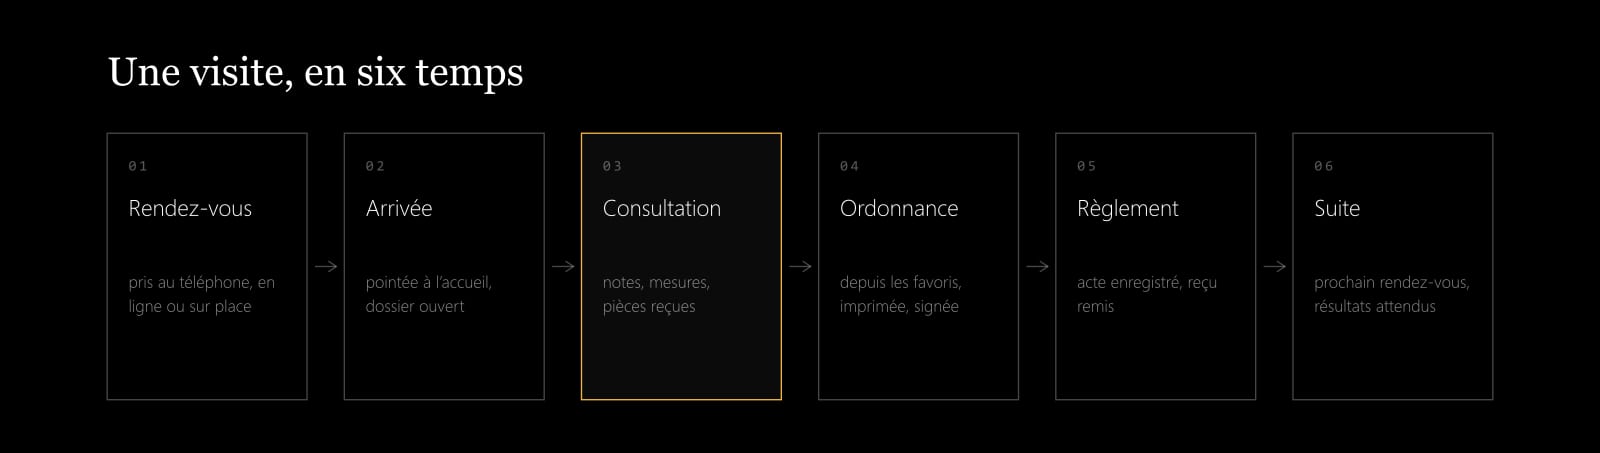 Une visite, en six temps
01
Rendez-vous
pris au téléphone, en
ligne ou sur place
02
Arrivée
pointée à l’accueil,
dossier ouvert
03
Consultation
notes, mesures,
pièces reçues
04
Ordonnance
depuis les favoris,
imprimée, signée
05
Règlement
acte enregistré, reçu
remis
06
Suite
prochain rendez-vous,
résultats attendus